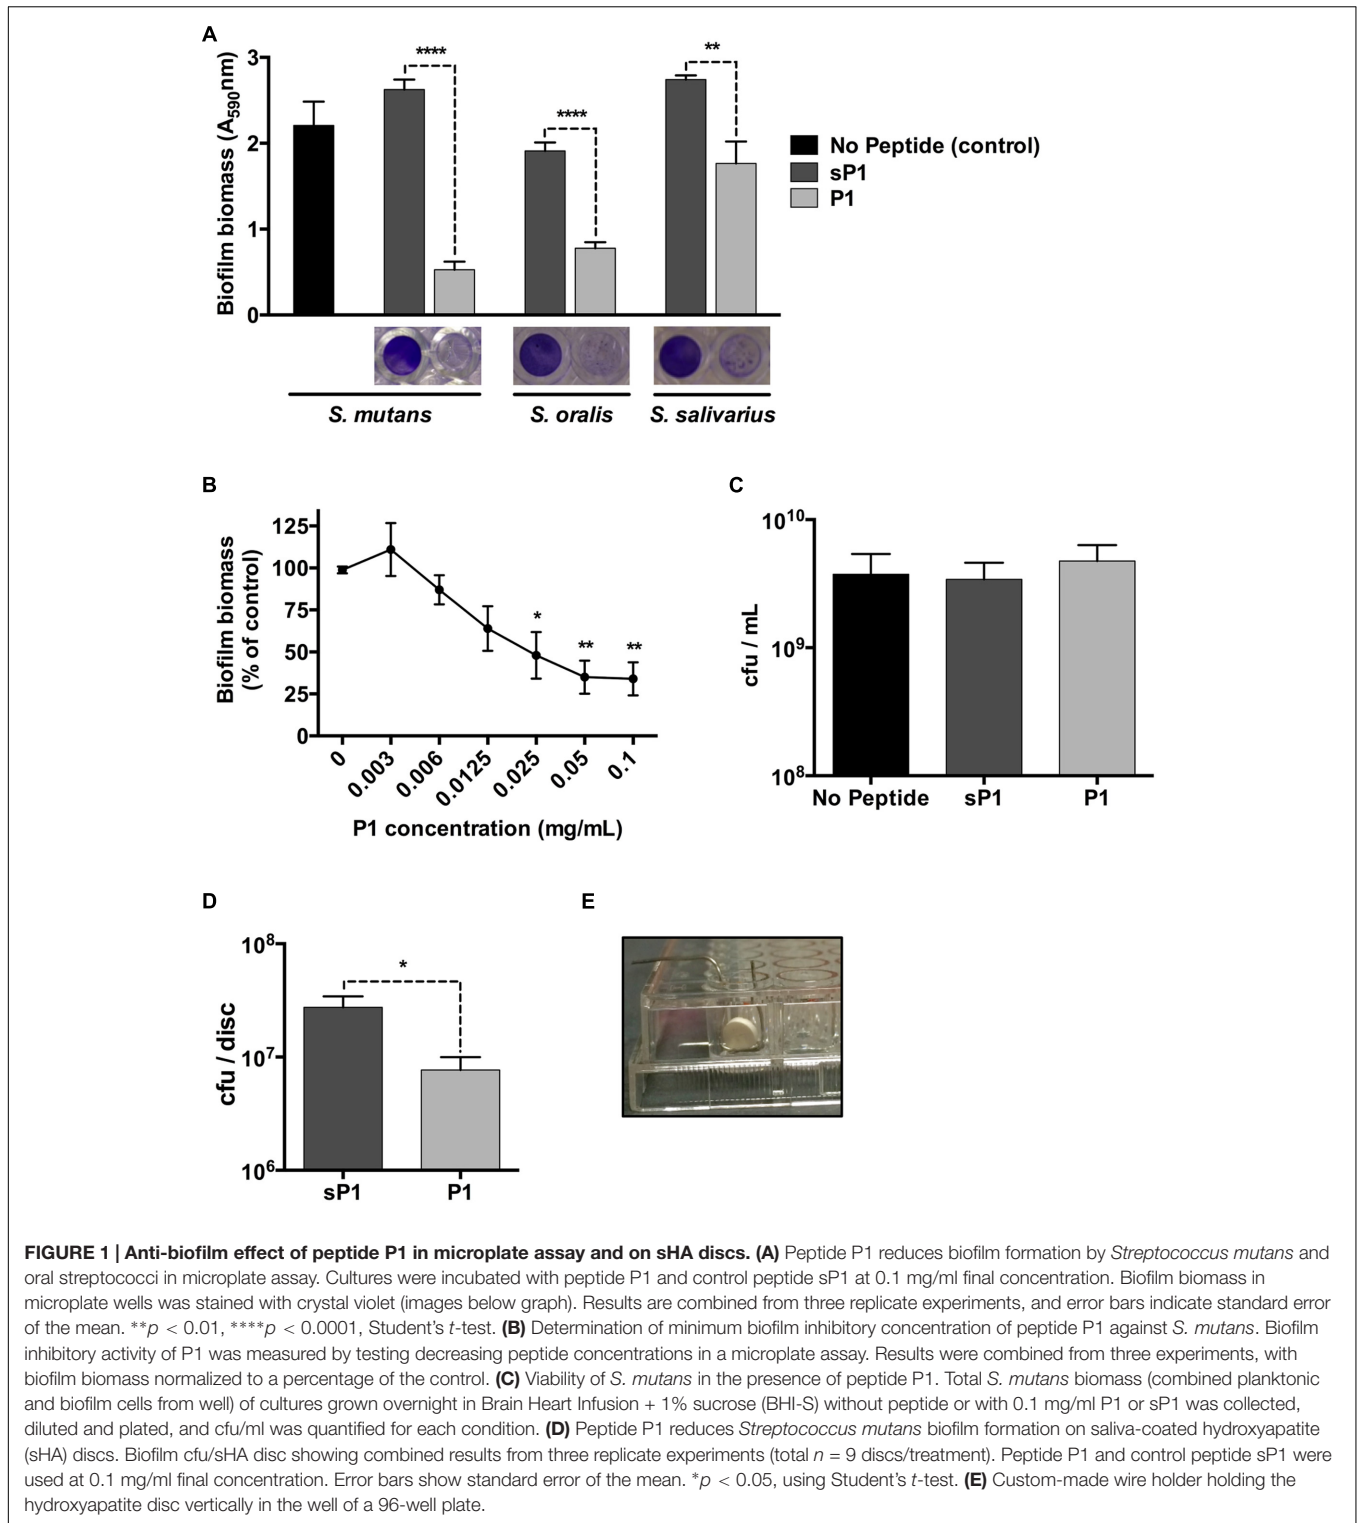 A
Biofilm biomass (A590nm)
3
2
1
0
****
****
**
No Peptide (control)
sP1
P1
S. mutans
S. oralis
S. salivarius
B
Biofilm biomass
(% of control)
125
100
75
50
25
0
*
**
**
0
0.003
0.006
0.0125
0.025
0.05
0.1
P1 concentration (mg/mL)
C
cfu / mL
10^10
10^9
10^8
No Peptide
sP1
P1
D
cfu / disc
10^8
10^7
10^6
*
sP1
P1
E
FIGURE 1 | Anti-biofilm effect of peptide P1 in microplate assay and on sHA discs. (A) Peptide P1 reduces biofilm formation by Streptococcus mutans and
oral streptococci in microplate assay. Cultures were incubated with peptide P1 and control peptide sP1 at 0.1 mg/ml final concentration. Biofilm biomass in
microplate wells was stained with crystal violet (images below graph). Results are combined from three replicate experiments, and error bars indicate standard error
of the mean. **p < 0.01, ****p < 0.0001, Student's t-test. (B) Determination of minimum biofilm inhibitory concentration of peptide P1 against S. mutans. Biofilm
inhibitory activity of P1 was measured by testing decreasing peptide concentrations in a microplate assay. Results were combined from three experiments, with
biofilm biomass normalized to a percentage of the control. (C) Viability of S. mutans in the presence of peptide P1. Total S. mutans biomass (combined planktonic
and biofilm cells from well) of cultures grown overnight in Brain Heart Infusion + 1% sucrose (BHI-S) without peptide or with 0.1 mg/ml P1 or sP1 was collected,
diluted and plated, and cfu/ml was quantified for each condition. (D) Peptide P1 reduces Streptococcus mutans biofilm formation on saliva-coated hydroxyapatite
(sHA) discs. Biofilm cfu/sHA disc showing combined results from three replicate experiments (total n = 9 discs/treatment). Peptide P1 and control peptide sP1 were
used at 0.1 mg/ml final concentration. Error bars show standard error of the mean. *p < 0.05, using Student's t-test. (E) Custom-made wire holder holding the
hydroxyapatite disc vertically in the well of a 96-well plate.